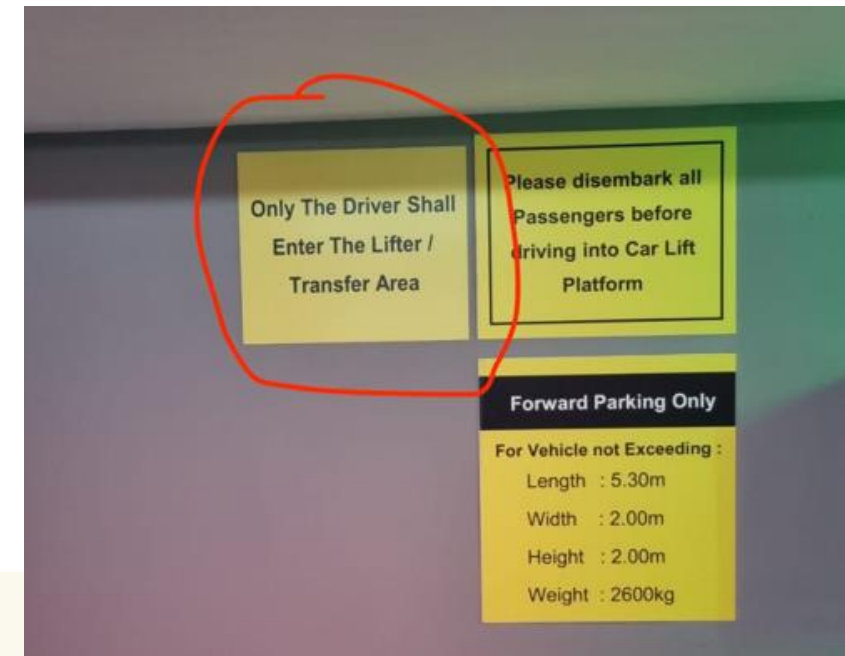 Only The Driver Shall
Enter The Lifter /
Transfer Area
Please disembark all
Passengers before
driving into Car Lift
Platform
Forward Parking Only
For Vehicle not Exceeding :
Length : 5.30m
Width : 2.00m
Height : 2.00m
Weight : 2600kg